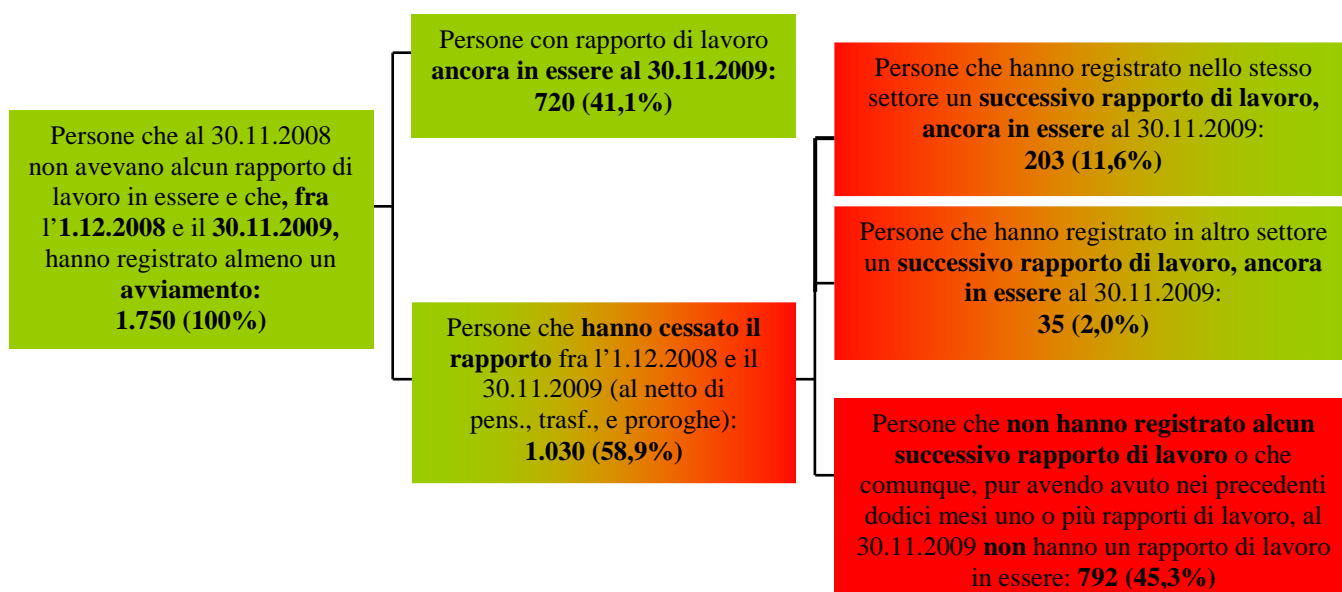 Persone che al 30.11.2008
non avevano alcun rapporto di
lavoro in essere e che, fra
l’1.12.2008 e il 30.11.2009,
hanno registrato almeno un
avviamento:
1.750 (100%)
Persone con rapporto di lavoro
ancora in essere al 30.11.2009:
720 (41,1%)
Persone che hanno cessato il
rapporto fra l’1.12.2008 e il
30.11.2009 (al netto di
pens., trasf., e proroghe):
1.030 (58,9%)
Persone che hanno registrato nello stesso
settore un successivo rapporto di lavoro,
ancora in essere al 30.11.2009:
203 (11,6%)
Persone che hanno registrato in altro settore
un successivo rapporto di lavoro, ancora
in essere al 30.11.2009:
35 (2,0%)
Persone che non hanno registrato alcun
successivo rapporto di lavoro o che
comunque, pur avendo avuto nei precedenti
dodici mesi uno o più rapporti di lavoro, al
30.11.2009 non hanno un rapporto di lavoro
in essere: 792 (45,3%)